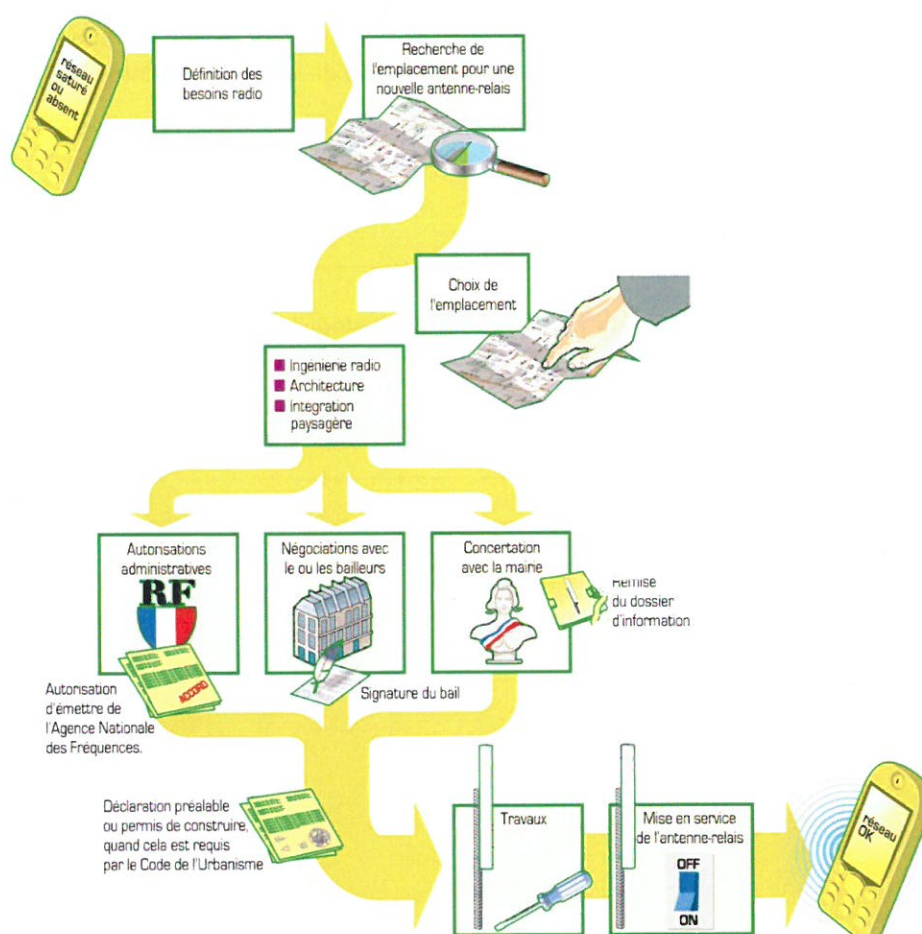 réseau
saturé
ou
absent
Définition des
besoins radio
Recherche de
l'emplacement pour une
nouvelle antenne-relais
Choix de
l'emplacement
Ingénierie radio
Architecture
Integration
paysagère
Autorisations
administratives
RF
ACCORD
Autorisation
d'émettre de
l'Agence Nationale
des Fréquences.
Négociations avec
le ou les bailleurs
Signature du bail
Concertation
avec la mairie
Remise
du dossier
d'information
Déclaration préalable
ou permis de construire,
quand cela est requis
par le Code de l'Urbanisme
Travaux
Mise en service
de l'antenne-relais
OFF
ON
réseau
OK